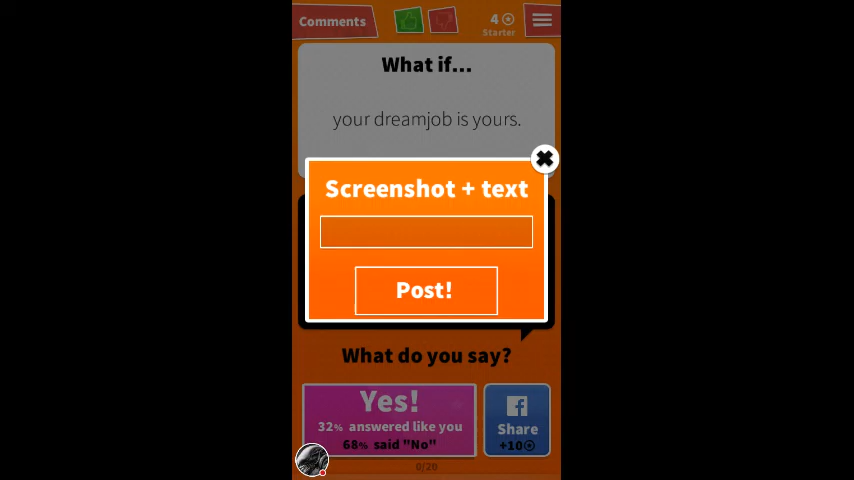 Comments
4
Starter
What if...
your dreamjob is yours.
Screenshot + text
Post!
What do you say?
Yes!
32% answered like you
68% said "No"
Share
+10
0/20